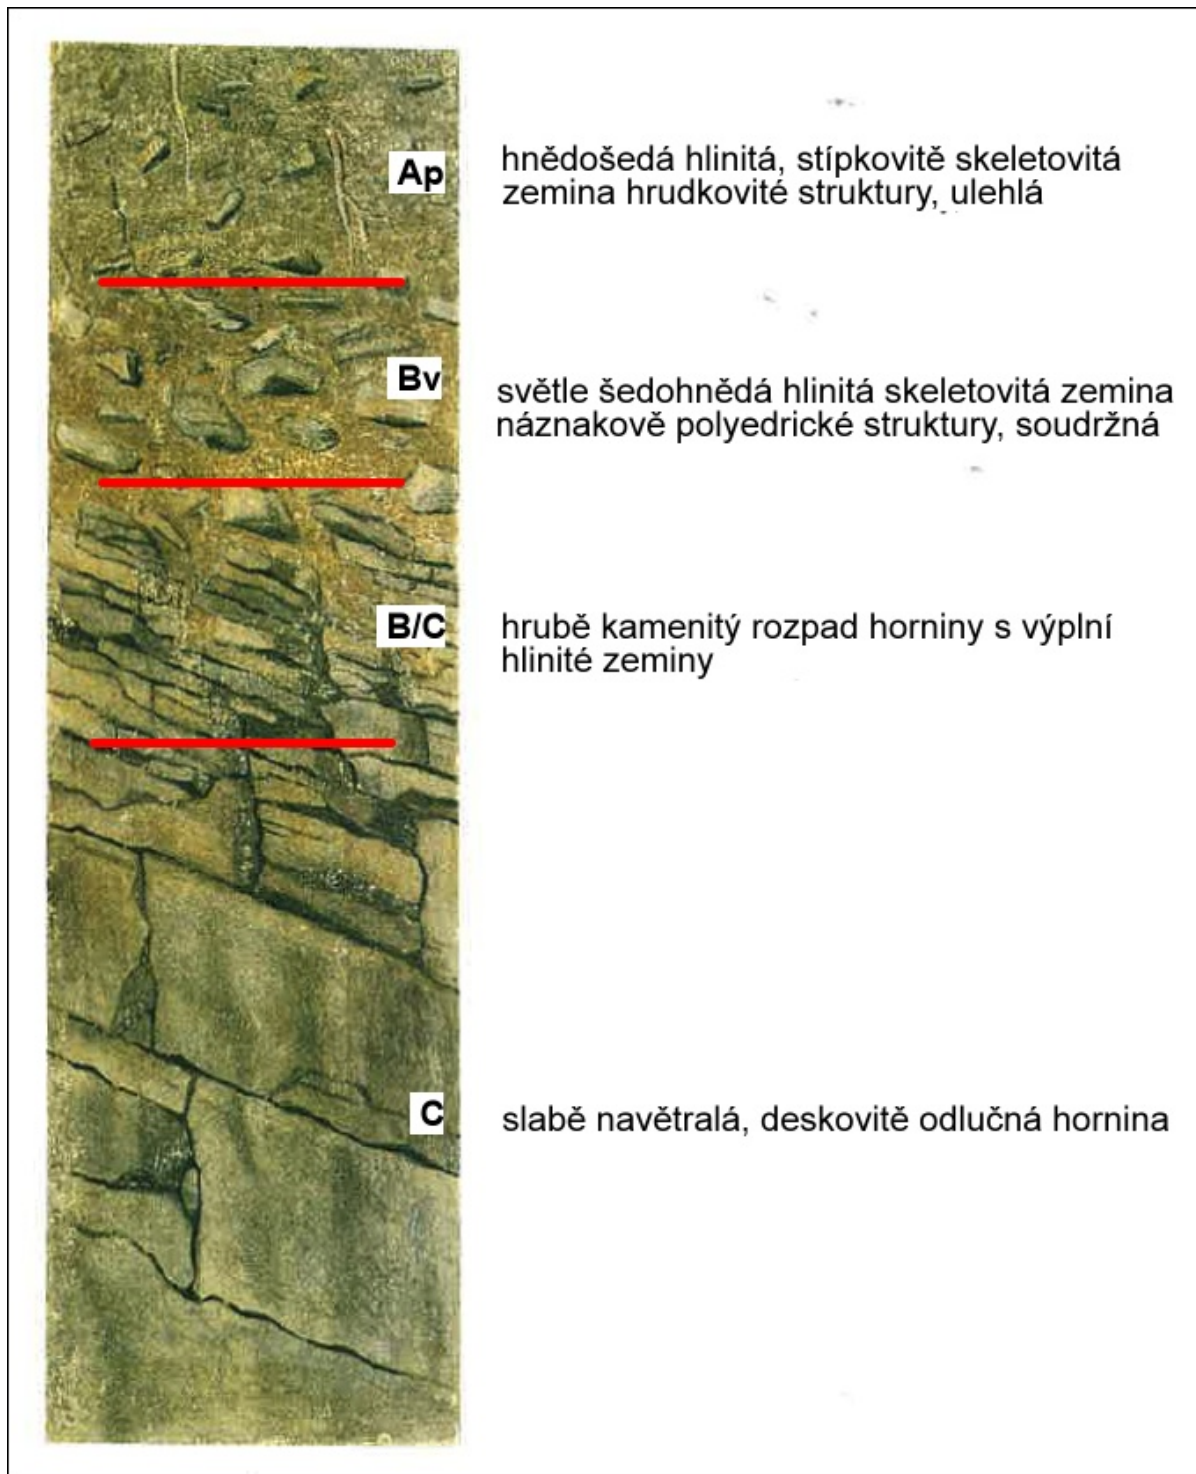 Ap
hnědošedá hlinitá, stípkovitě skeletovitá
zemina hrudkovité struktury, ulehlá
Bv
světle šedohnědá hlinitá skeletovitá zemina
náznakově polyedrické struktury, soudržná
B/C
hrubě kamenitý rozpad horniny s výplní
hlinité zeminy
C
slabě navětralá, deskovitě odlučná hornina